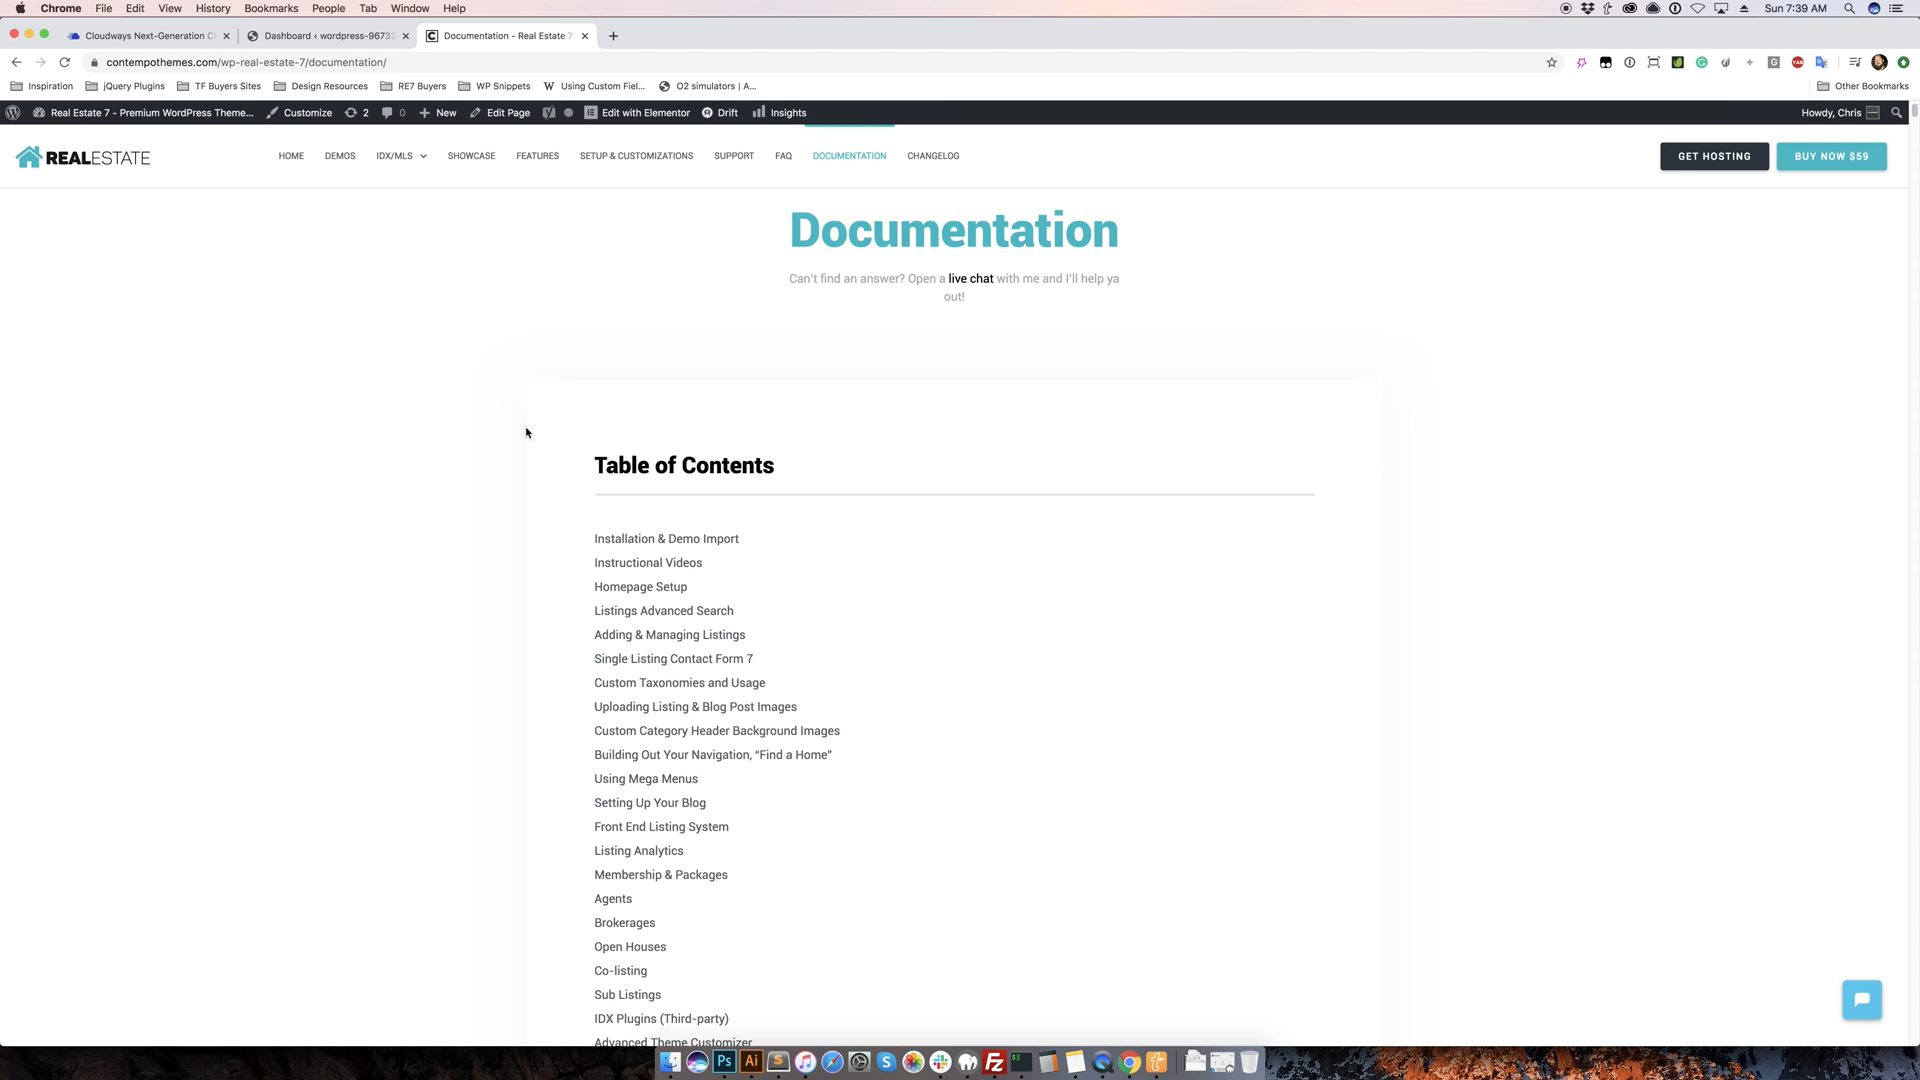 Chrome File Edit View History Bookmarks People Tab Window Help Sun 7:39 AM
Cloudways Next-Generation C Dashboard ‹ wordpress-96733 Documentation - Real Estate 7
contempothemes.com/wp-real-estate-7/documentation/
Inspiration jQuery Plugins TF Buyers Sites Design Resources RE7 Buyers WP Snippets Using Custom Fiel... O2 simulators | A... Other Bookmarks
Real Estate 7 - Premium WordPress Theme... Customize 2 0 New Edit Page Edit with Elementor Drift Insights Howdy, Chris
REALESTATE HOME DEMOS IDX/MLS SHOWCASE FEATURES SETUP & CUSTOMIZATIONS SUPPORT FAQ DOCUMENTATION CHANGELOG GET HOSTING BUY NOW $59
Documentation
Can't find an answer? Open a live chat with me and I'll help ya
out!
Table of Contents
Installation & Demo Import
Instructional Videos
Homepage Setup
Listings Advanced Search
Adding & Managing Listings
Single Listing Contact Form 7
Custom Taxonomies and Usage
Uploading Listing & Blog Post Images
Custom Category Header Background Images
Building Out Your Navigation, “Find a Home”
Using Mega Menus
Setting Up Your Blog
Front End Listing System
Listing Analytics
Membership & Packages
Agents
Brokerages
Open Houses
Co-listing
Sub Listings
IDX Plugins (Third-party)
Advanced Theme Customizer
Ps Ai